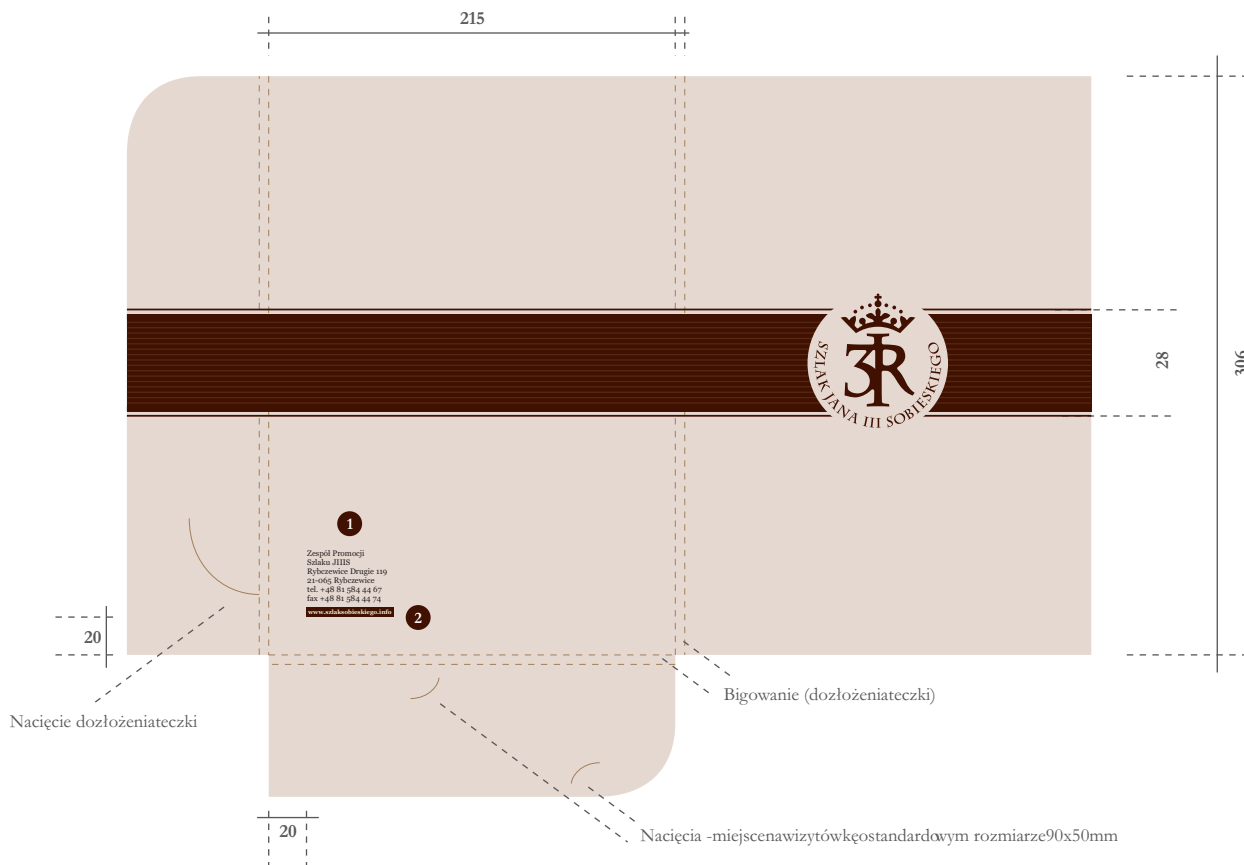 215
28
306
3R
SZLAK JANA III SOBIESKIEGO
1
Zespół Promocji
Szlaku JIIIS
Rybczewice Drugie 119
21-065 Rybczewice
tel. +48 81 584 44 67
fax +48 81 584 44 74
www.szlaksobieskiego.info
2
20
Bigowanie (dozłożeniateczki)
Nacięcie dozłożeniateczki
20
Nacięcia -miejscenawizytówkęostandardowym rozmiarze90x50mm